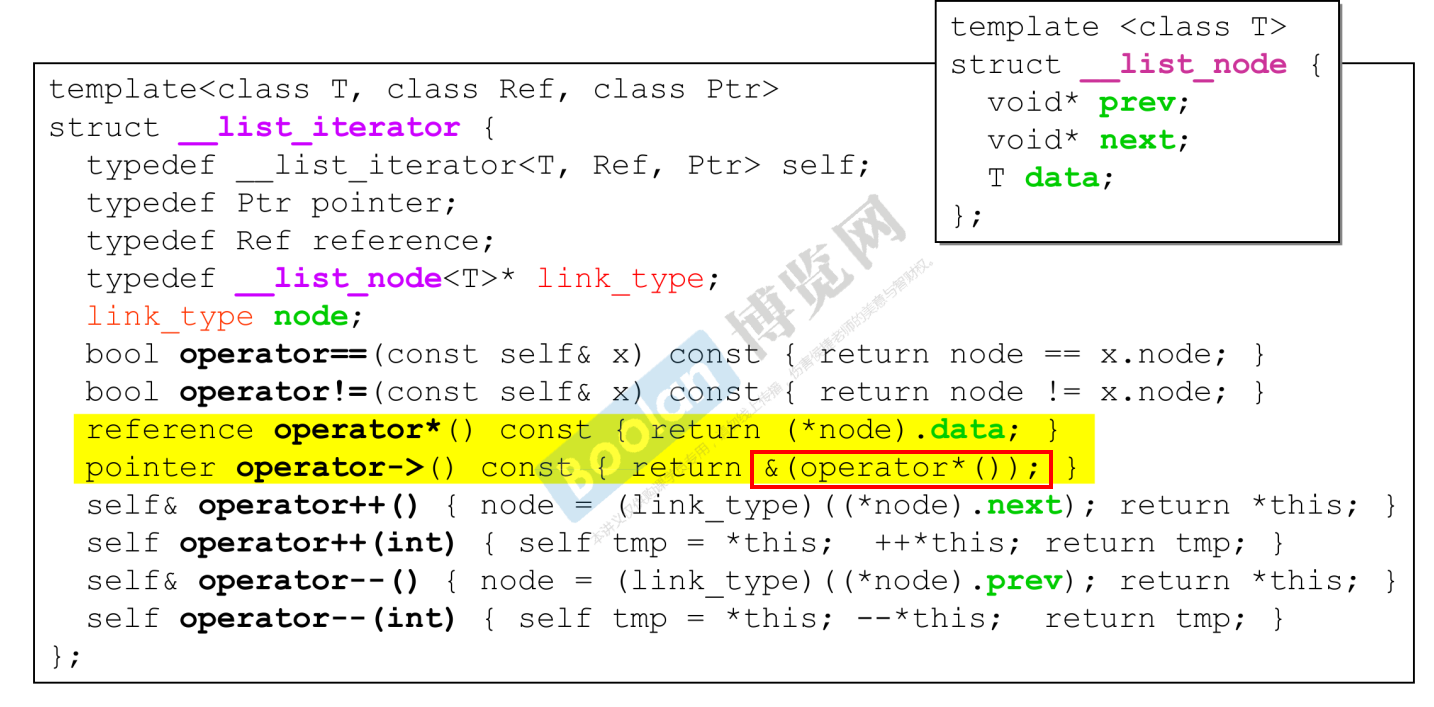 template <class T>
struct __list_node {
void* prev;
void* next;
T data;
};
template<class T, class Ref, class Ptr>
struct __list_iterator {
typedef __list_iterator<T, Ref, Ptr> self;
typedef Ptr pointer;
typedef Ref reference;
typedef __list_node<T>* link_type;
link_type node;
bool operator==(const self& x) const { return node == x.node; }
bool operator!=(const self& x) const { return node != x.node; }
reference operator*() const { return (*node).data; }
pointer operator->() const { return &(operator*()); }
self& operator++() { node = (link_type)((*node).next); return *this; }
self operator++(int) { self tmp = *this; ++*this; return tmp; }
self& operator--() { node = (link_type)((*node).prev); return *this; }
self operator--(int) { self tmp = *this; --*this; return tmp; }
};
Boolan 博览网